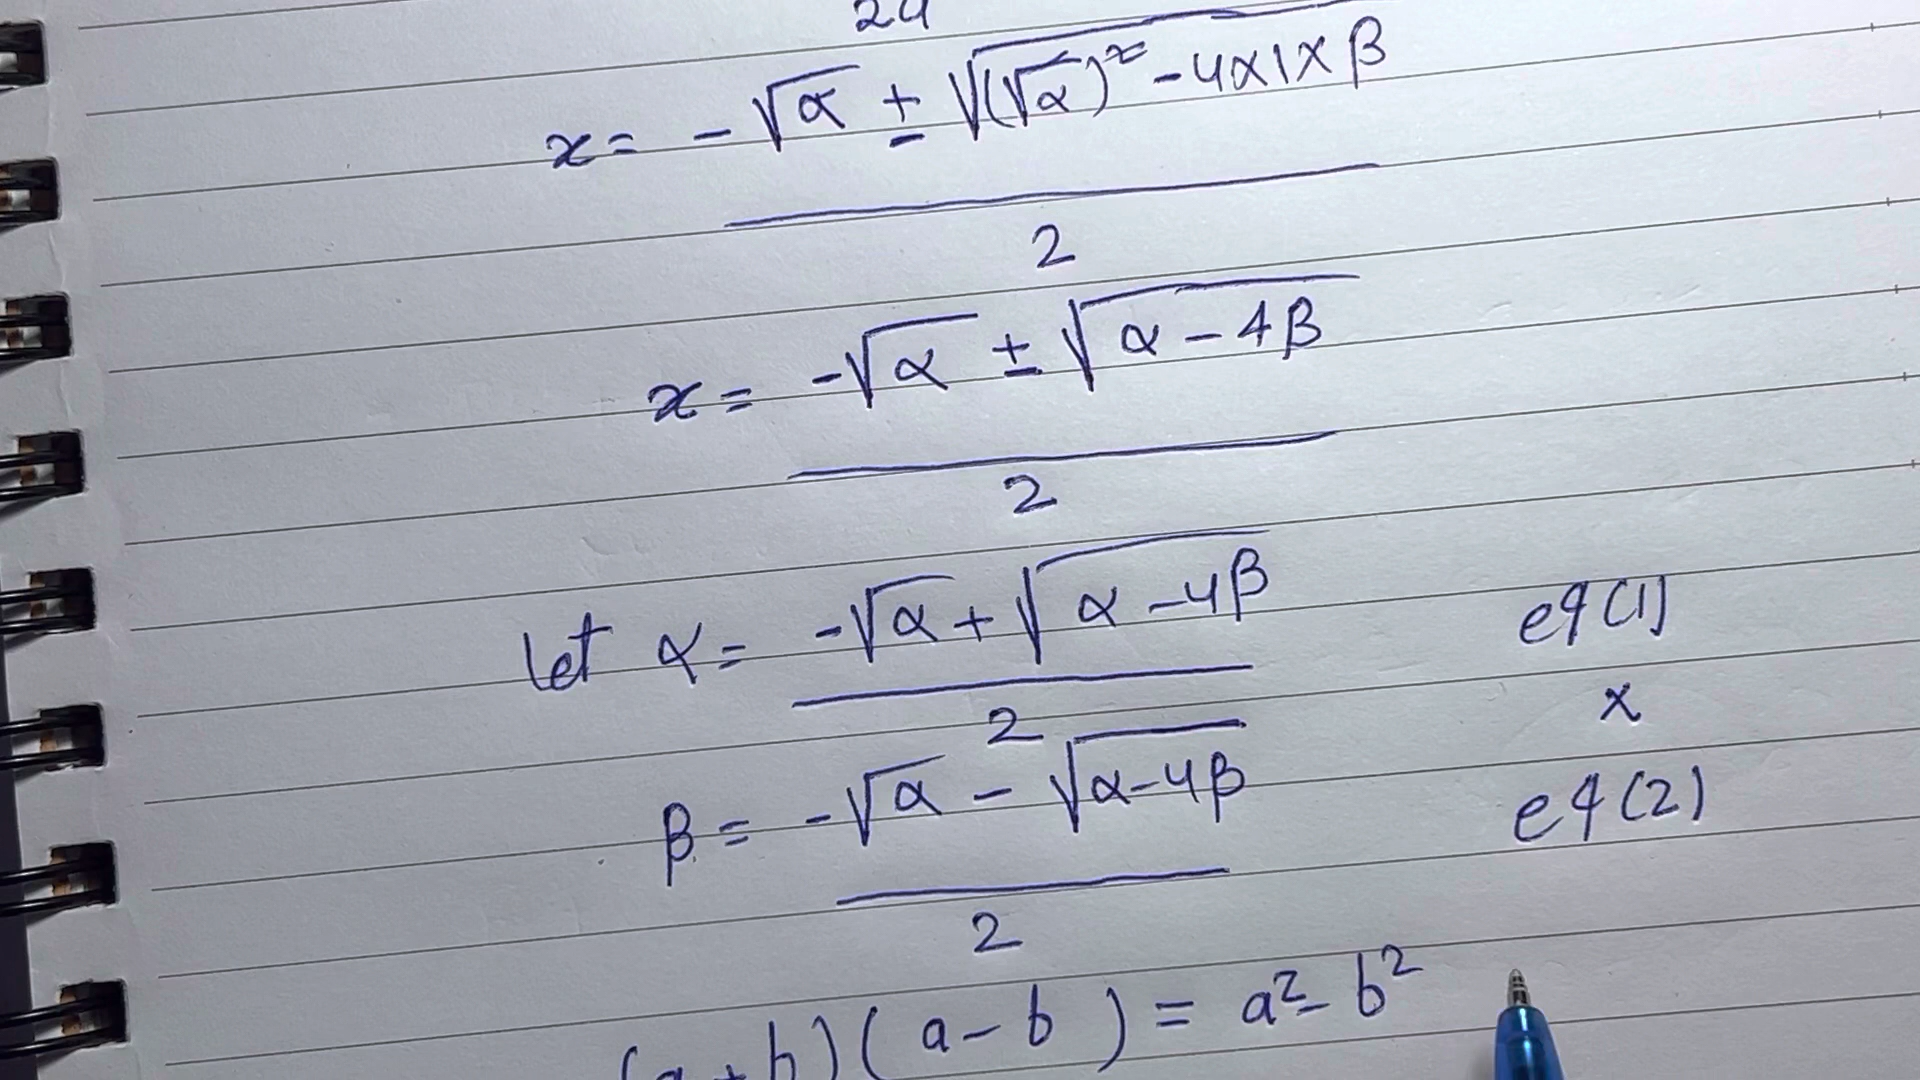 2a
x = -√α ± √((√α)² - 4×1×β)
2
x = -√α ± √(α - 4β)
2
let α = -√α + √(α - 4β) eq(1)
2
×
β = -√α - √(α-4β) eq(2)
2
(a + b)(a - b) = a² - b²